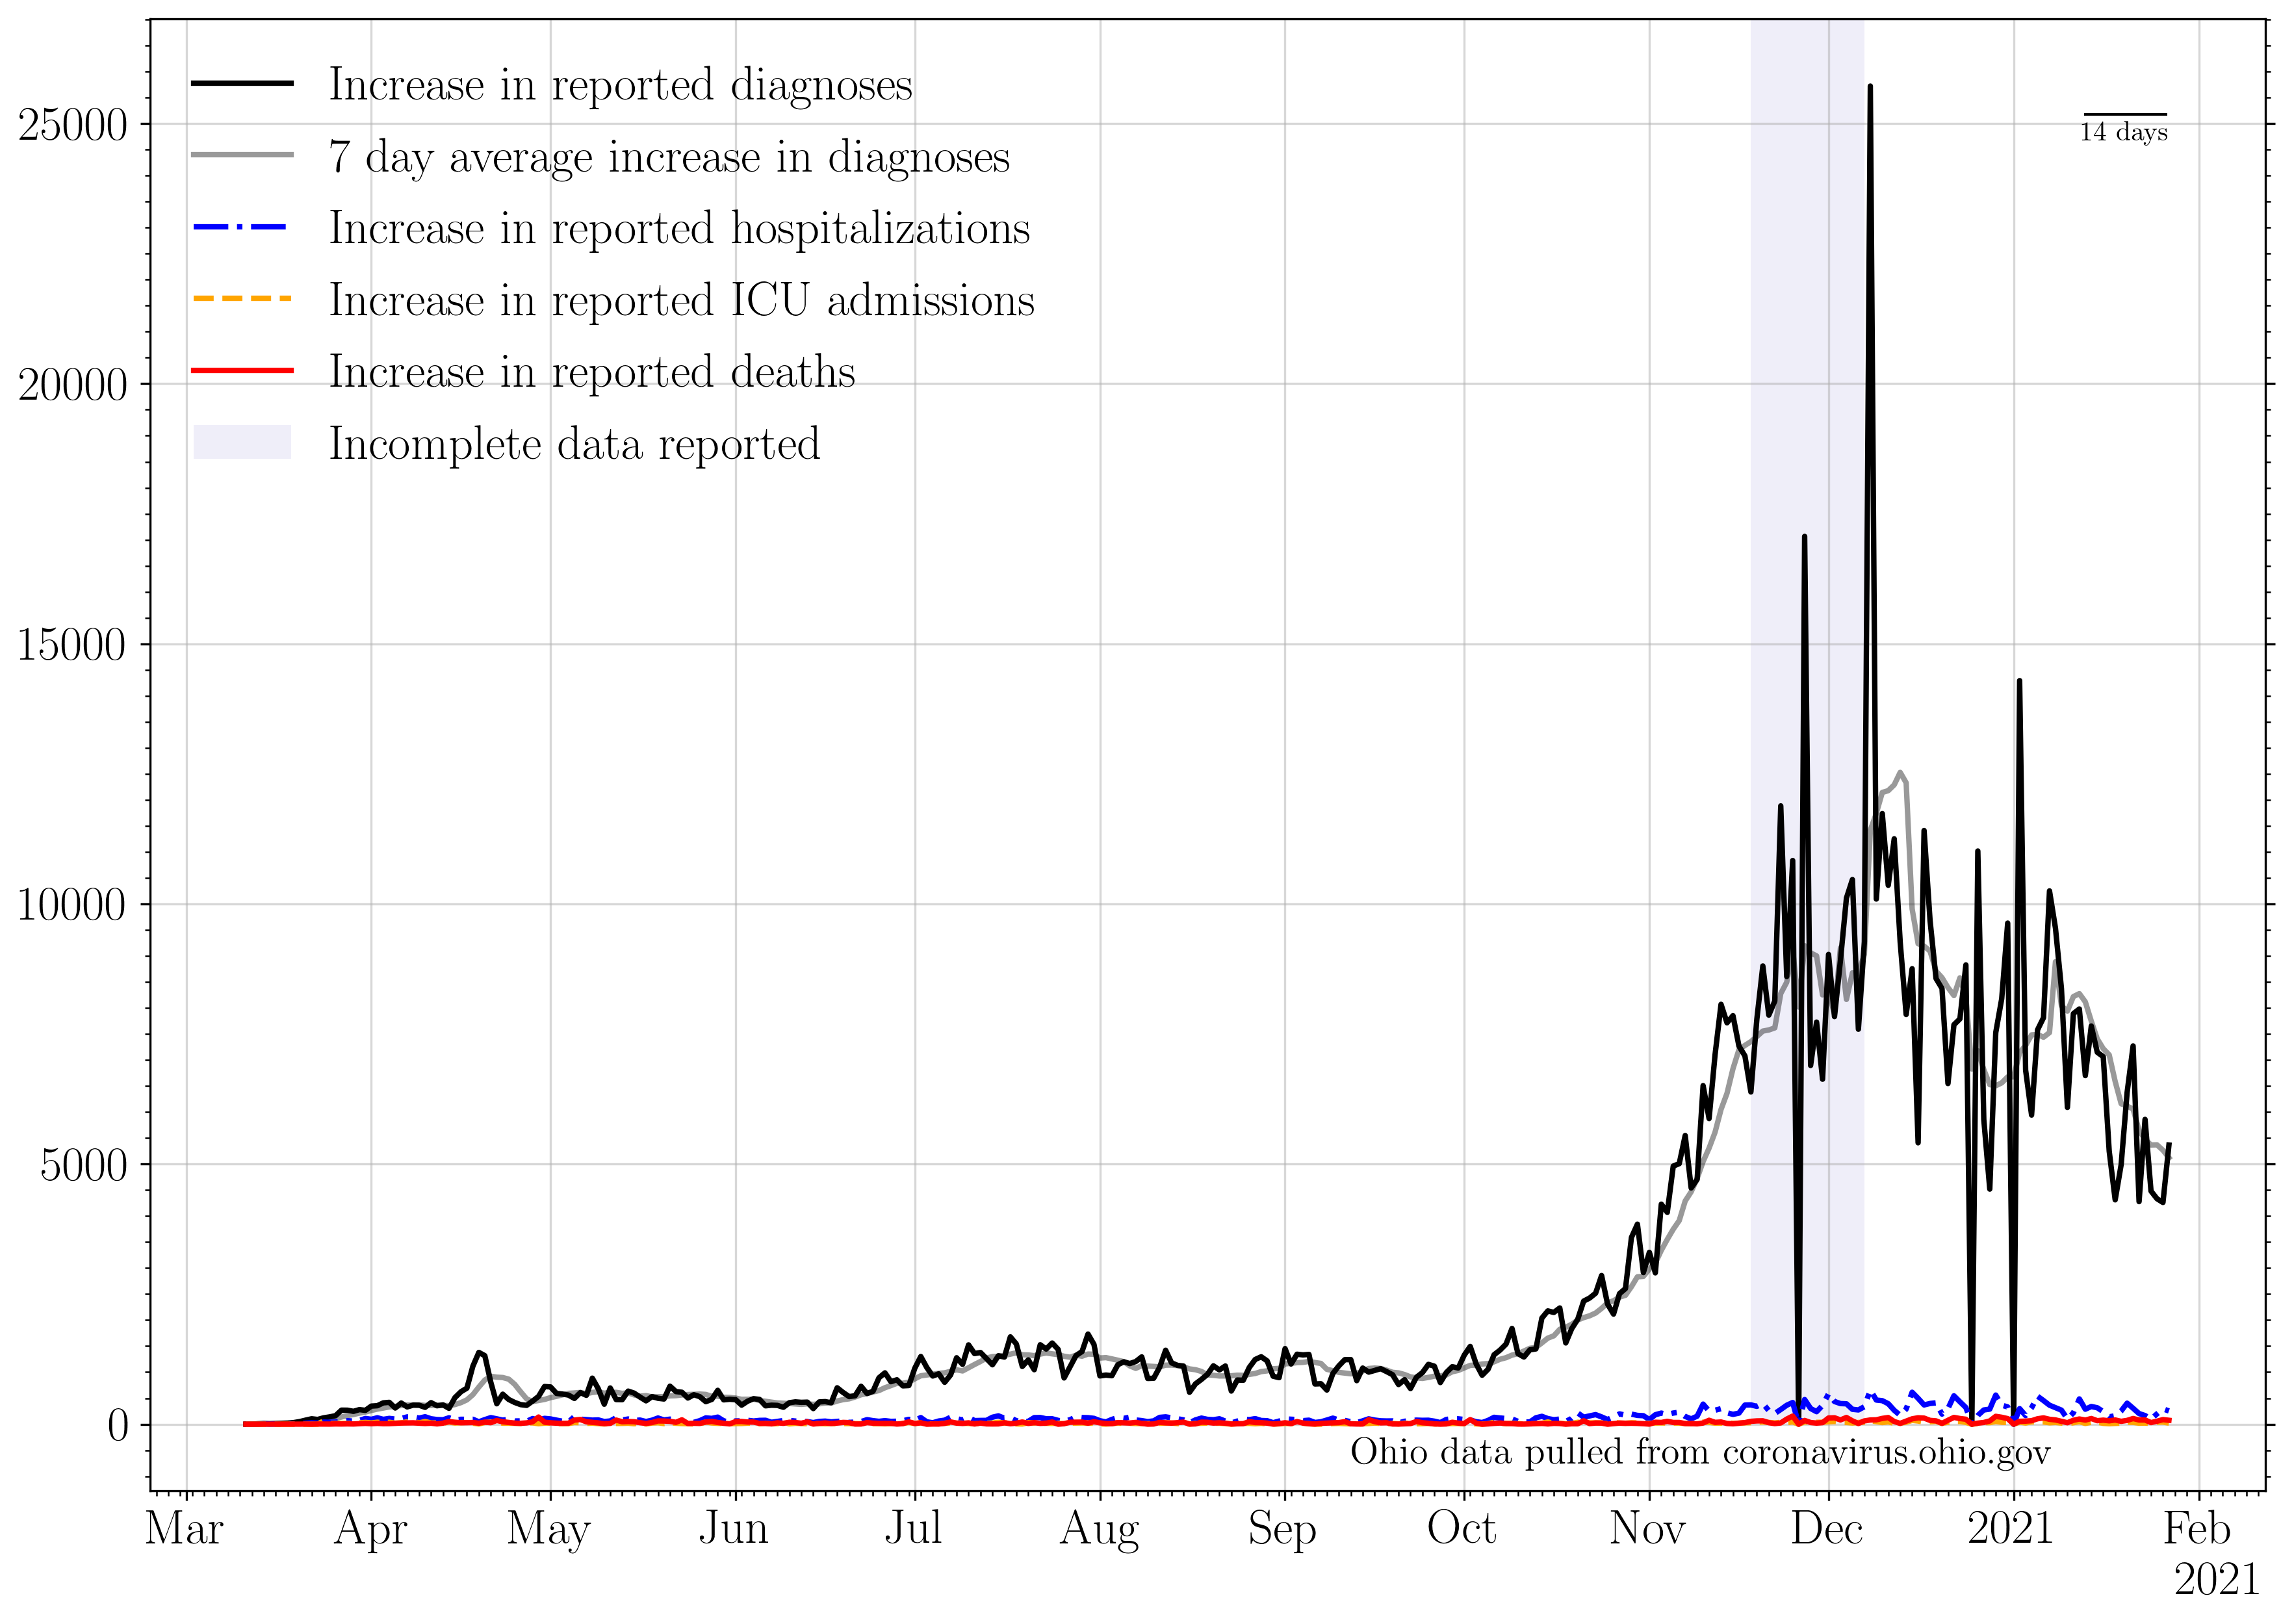 Increase in reported diagnoses
7 day average increase in diagnoses
Increase in reported hospitalizations
Increase in reported ICU admissions
Increase in reported deaths
Incomplete data reported
14 days
25000
20000
15000
10000
5000
0
Ohio data pulled from coronavirus.ohio.gov
Mar Apr May Jun Jul Aug Sep Oct Nov Dec 2021 Feb
2021